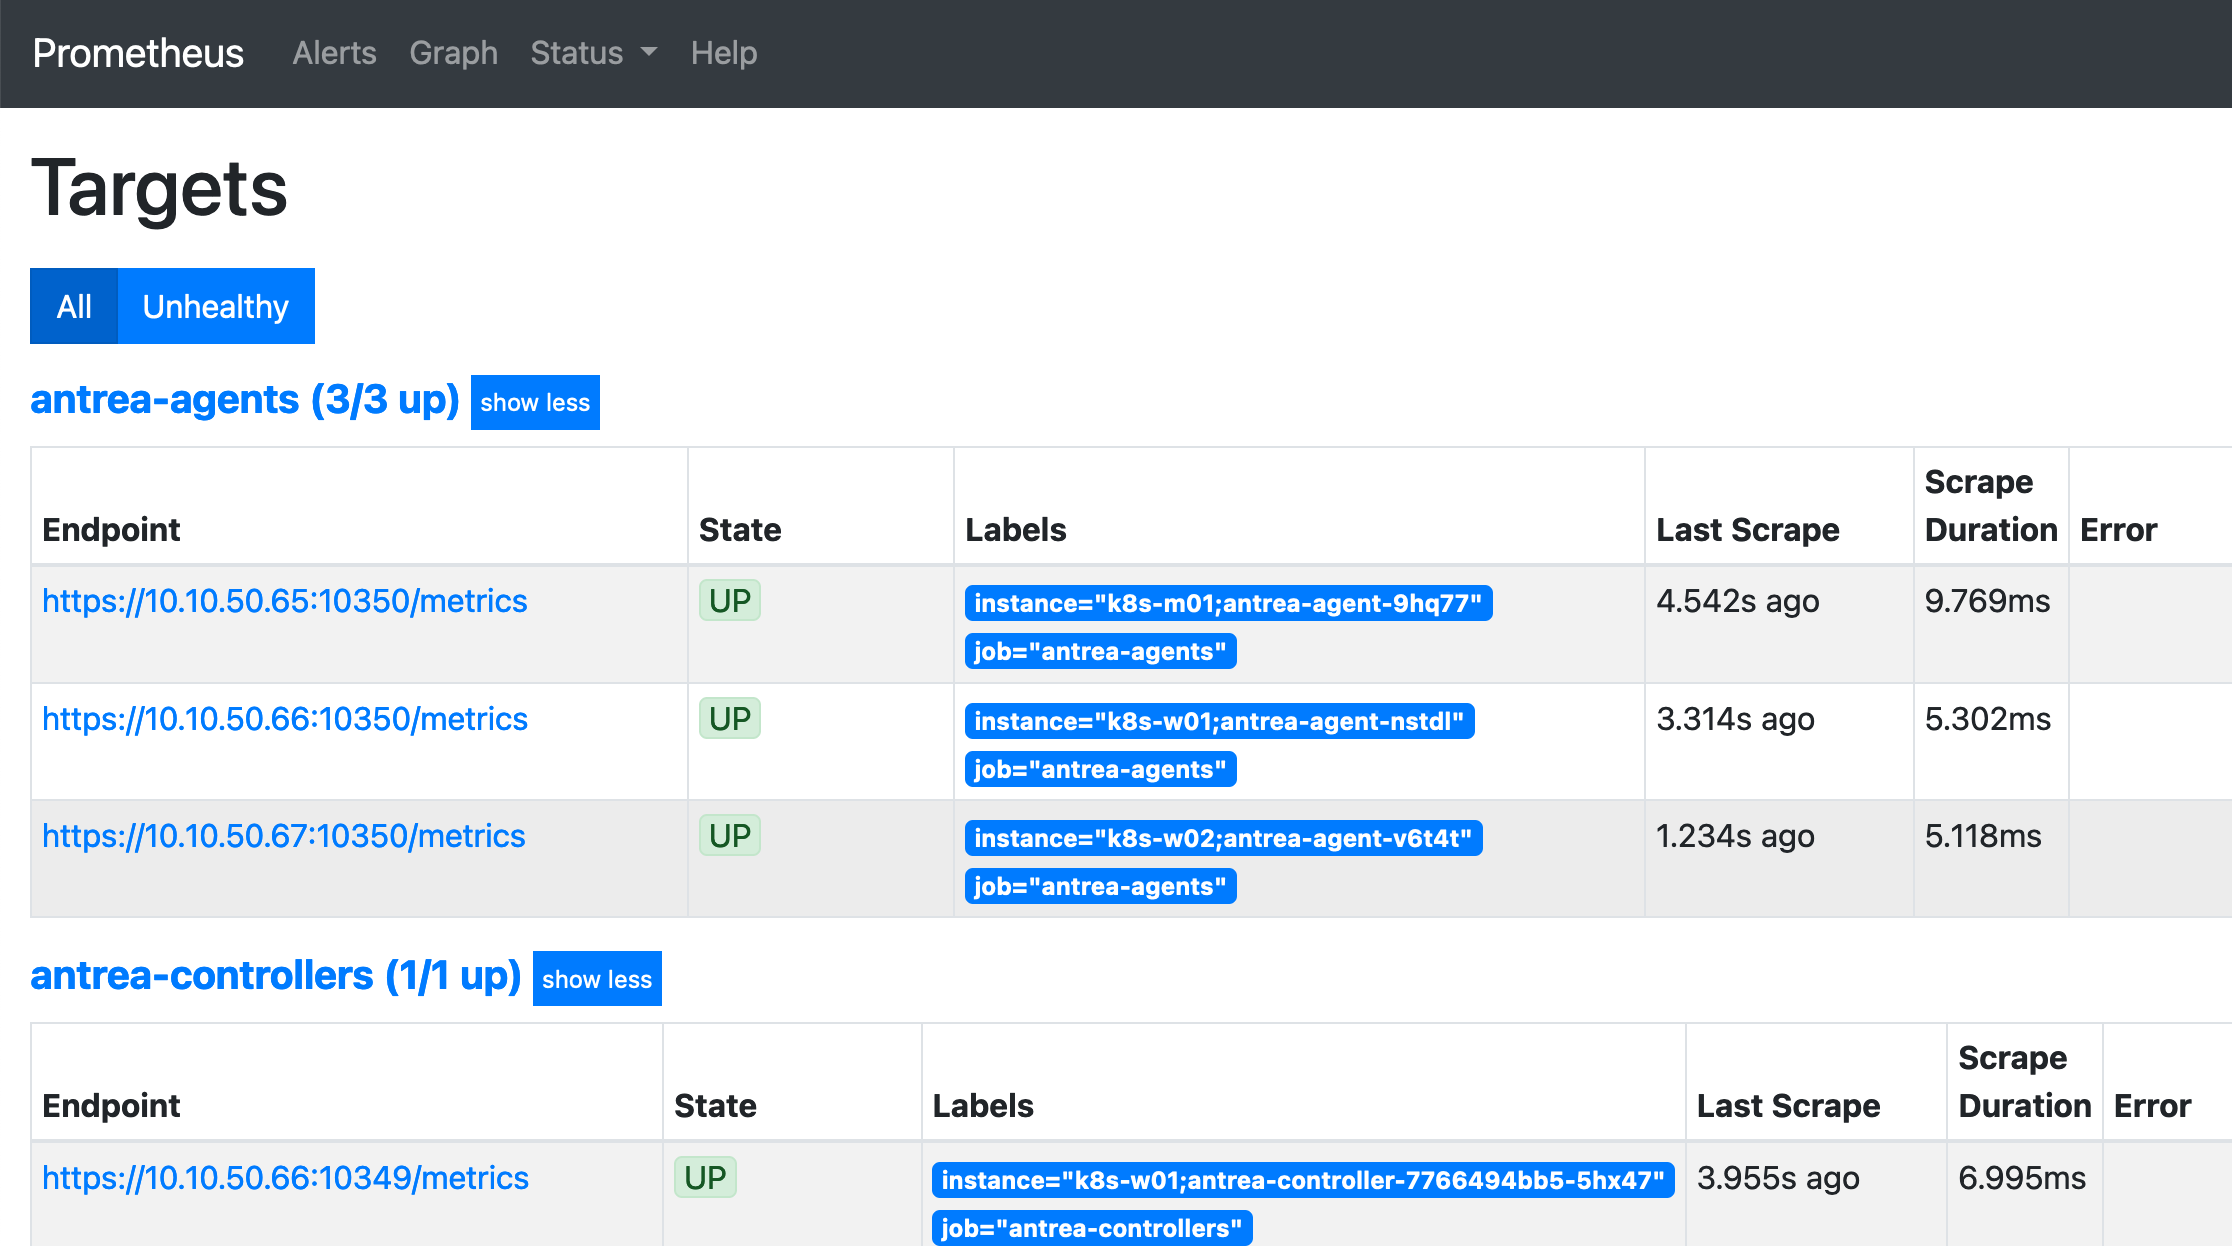 Prometheus Alerts Graph Status Help
Targets
All Unhealthy
antrea-agents (3/3 up) show less
Endpoint State Labels Last Scrape Scrape Duration Error
https://10.10.50.65:10350/metrics UP instance="k8s-m01;antrea-agent-9hq77" 4.542s ago 9.769ms
job="antrea-agents"
https://10.10.50.66:10350/metrics UP instance="k8s-w01;antrea-agent-nstdl" 3.314s ago 5.302ms
job="antrea-agents"
https://10.10.50.67:10350/metrics UP instance="k8s-w02;antrea-agent-v6t4t" 1.234s ago 5.118ms
job="antrea-agents"
antrea-controllers (1/1 up) show less
Endpoint State Labels Last Scrape Scrape Duration Error
https://10.10.50.66:10349/metrics UP instance="k8s-w01;antrea-controller-7766494bb5-5hx47" 3.955s ago 6.995ms
job="antrea-controllers"